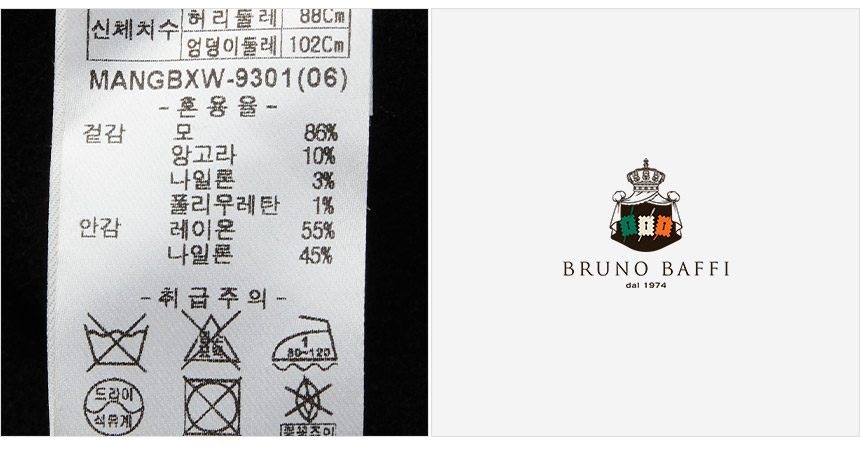 신체치수 허리둘레 88Cm
엉덩이둘레 102Cm
MANGBXW-9301(06)
-혼용율-
겉감 모 86%
앙고라 10%
나일론 3%
폴리우레탄 1%
안감 레이온 55%
나일론 45%
-취급주의-
1
80~120
드라이
석유계
BRUNO BAFFI
dal 1974